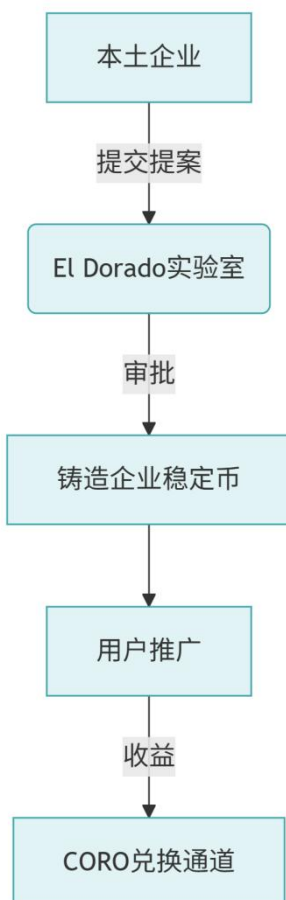 本土企业
提交提案
El Dorado实验室
审批
铸造企业稳定币
用户推广
收益
CORO兑换通道